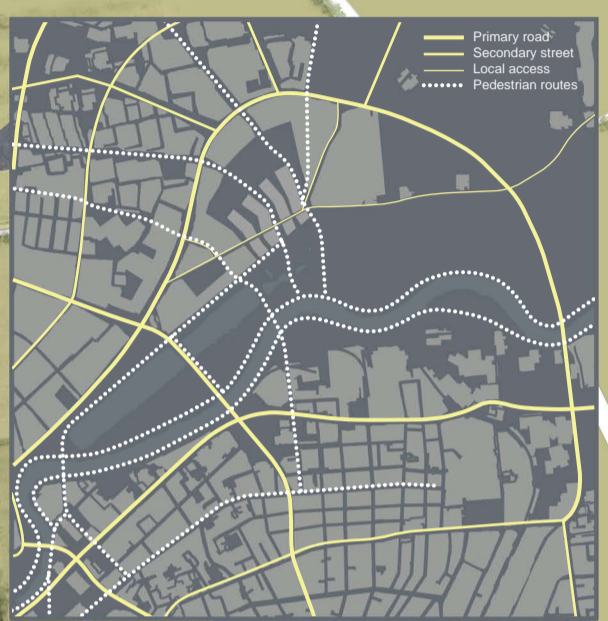 Primary road
Secondary street
Local access
Pedestrian routes